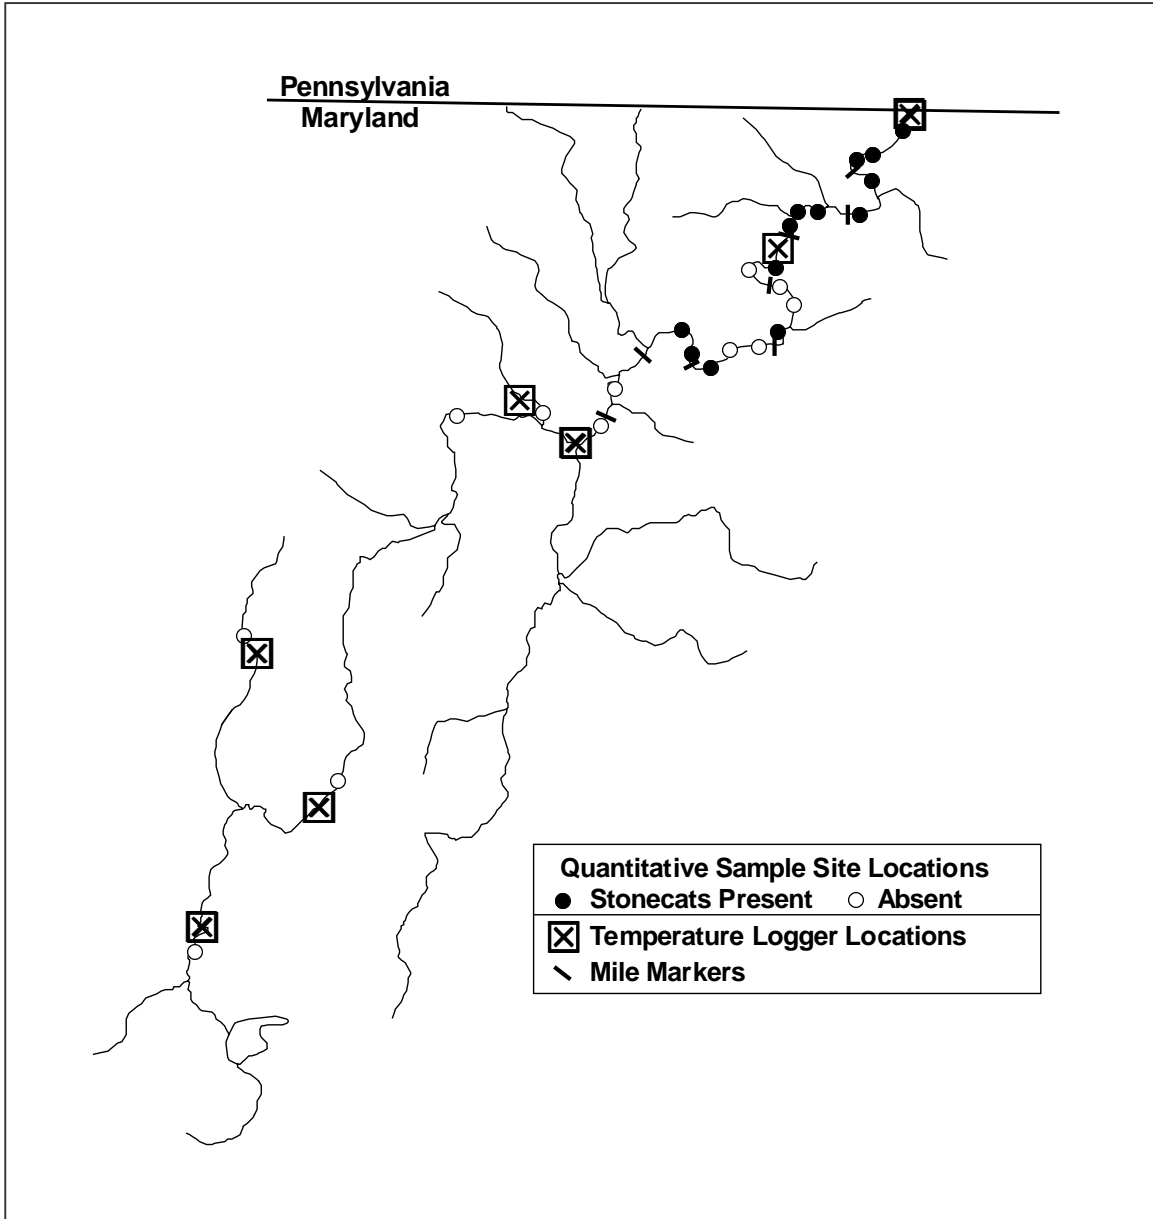 Pennsylvania
Maryland
Quantitative Sample Site Locations
Stonecats Present Absent
Temperature Logger Locations
Mile Markers